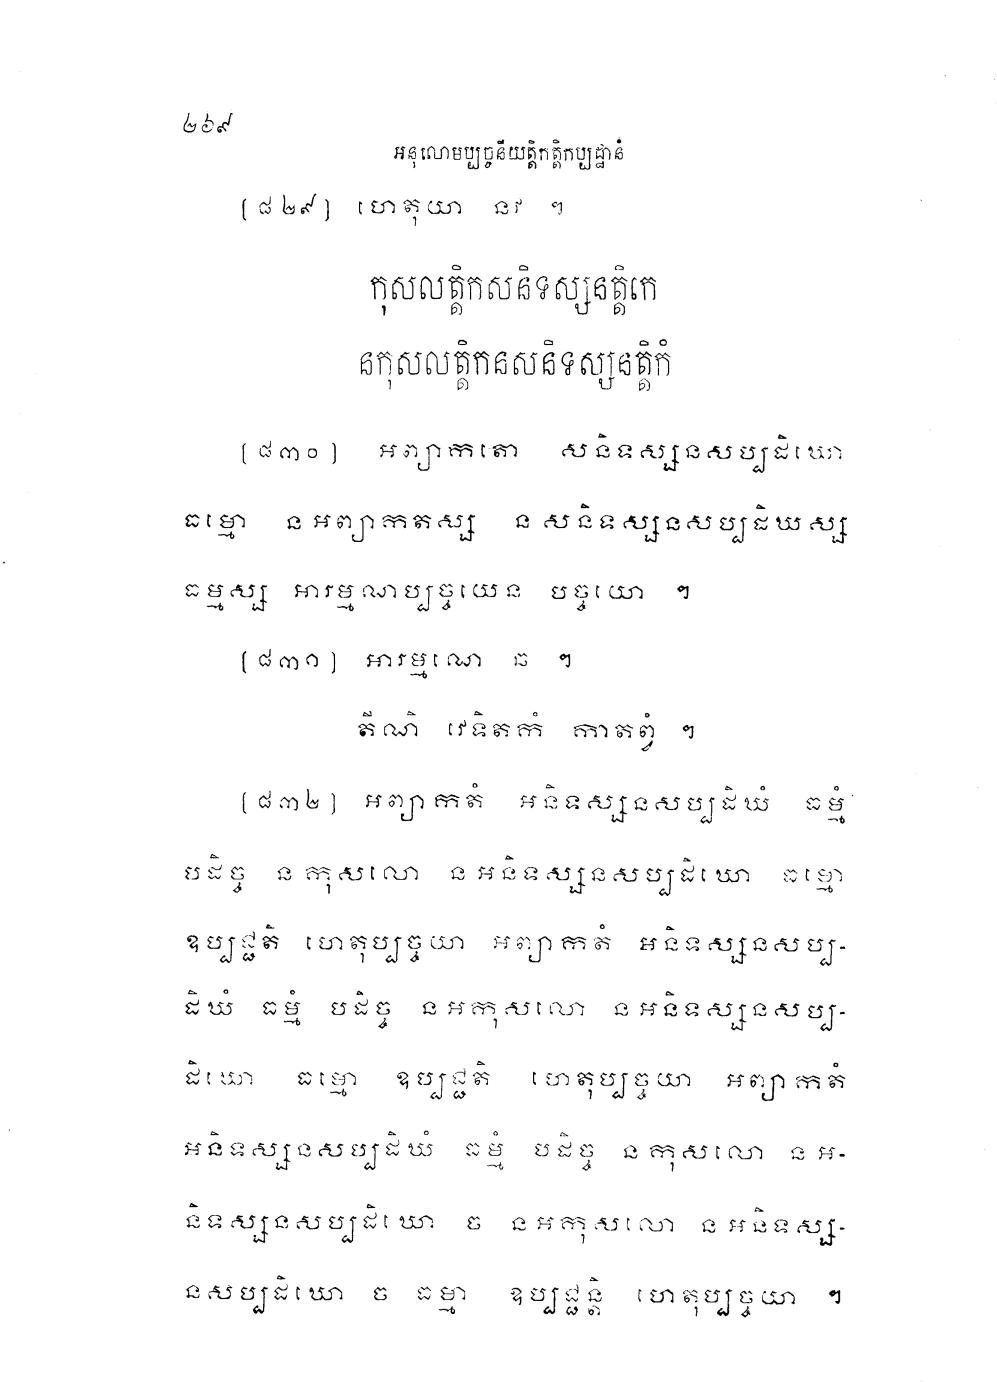 ២៦៩
អនុលោមប្បច្ចនីយត្តិកត្តិកប្បដ្ឋានំ
[៨២៩] ហេតុយា នវ ។
កុសលត្តិកសនិទស្សនត្តិកេ
នកុសលត្តិកនសនិទស្សនត្តិកំ
[៨៣០] អព្យាកតោ សនិទស្សនសប្បដិឃោ
ធម្មោ នអព្យាកតស្ស នសនិទស្សនសប្បដិឃស្ស
ធម្មស្ស អារម្មណប្បច្ចយេន បច្ចយោ ។
[៨៣១] អារម្មណេ ឆ ។
តីណិ វេទិតកំ កាតព្វំ ។
[៨៣២] អព្យាកតំ អនិទស្សនសប្បដិឃំ ធម្មំ
បដិច្ច នកុសលោ នអនិទស្សនសប្បដិឃោ ធម្មោ
ឧប្បជ្ជតិ ហេតុប្បច្ចយា អព្យាកតំ អនិទស្សនសប្ប-
ដិឃំ ធម្មំ បដិច្ច នអកុសលោ នអនិទស្សនសប្ប-
ដិឃោ ធម្មោ ឧប្បជ្ជតិ ហេតុប្បច្ចយា អព្យាកតំ
អនិទស្សនសប្បដិឃំ ធម្មំ បដិច្ច នកុសលោ នអ-
និទស្សនសប្បដិឃោ ច នអកុសលោ នអនិទស្ស-
នសប្បដិឃោ ច ធម្មា ឧប្បជ្ជន្តិ ហេតុប្បច្ចយា ។